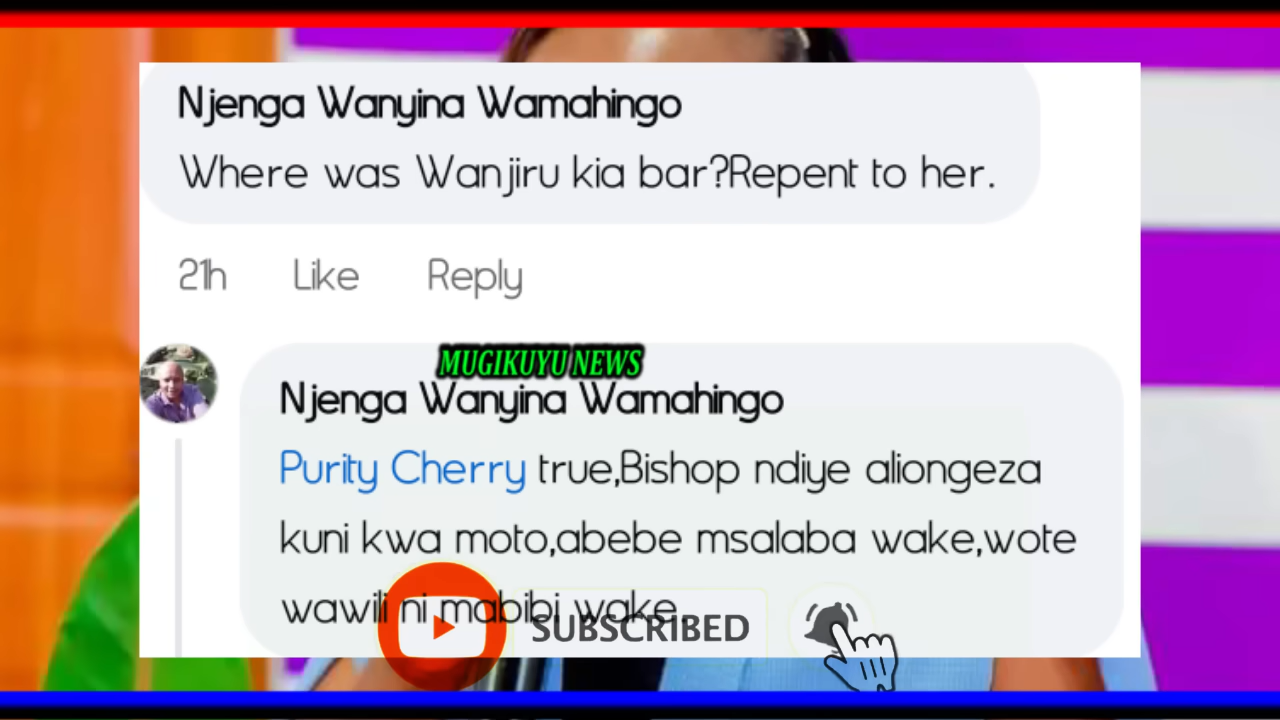 Njenga Wanyina Wamahingo
Where was Wanjiru kia bar?Repent to her.
21h Like Reply
MUGIKUYU NEWS
Njenga Wanyina Wamahingo
Purity Cherry true,Bishop ndiye aliongeza
kuni kwa moto,abebe msalaba wake,wote
wawili ni mabibi wake.
SUBSCRIBED